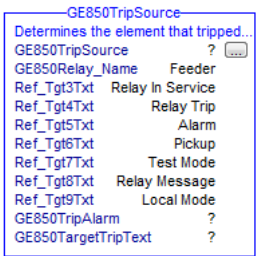 GE850TripSource
Determines the element that tripped...
GE850TripSource ? ...
GE850Relay_Name Feeder
Ref_Tgt3Txt Relay In Service
Ref_Tgt4Txt Relay Trip
Ref_Tgt5Txt Alarm
Ref_Tgt6Txt Pickup
Ref_Tgt7Txt Test Mode
Ref_Tgt8Txt Relay Message
Ref_Tgt9Txt Local Mode
GE850TripAlarm ?
GE850TargetTripText ?